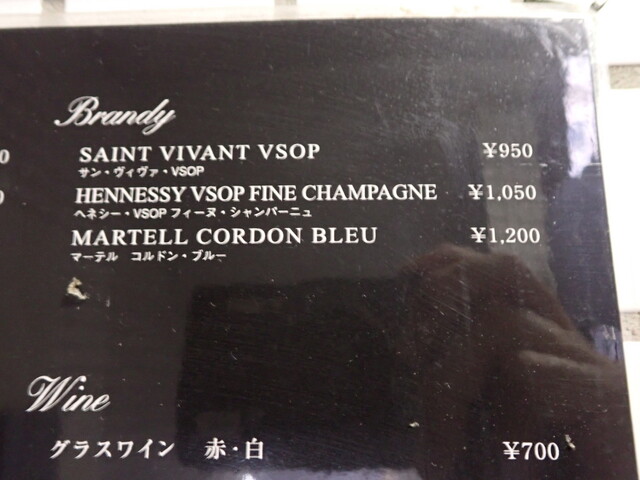 Brandy
SAINT VIVANT VSOP ¥950
サン・ヴィヴァ・VSOP
HENNESSY VSOP FINE CHAMPAGNE ¥1,050
ヘネシー・VSOP フィーヌ・シャンパーニュ
MARTELL CORDON BLEU ¥1,200
マーテル コルドン・ブルー
Wine
グラスワイン 赤・白 ¥700